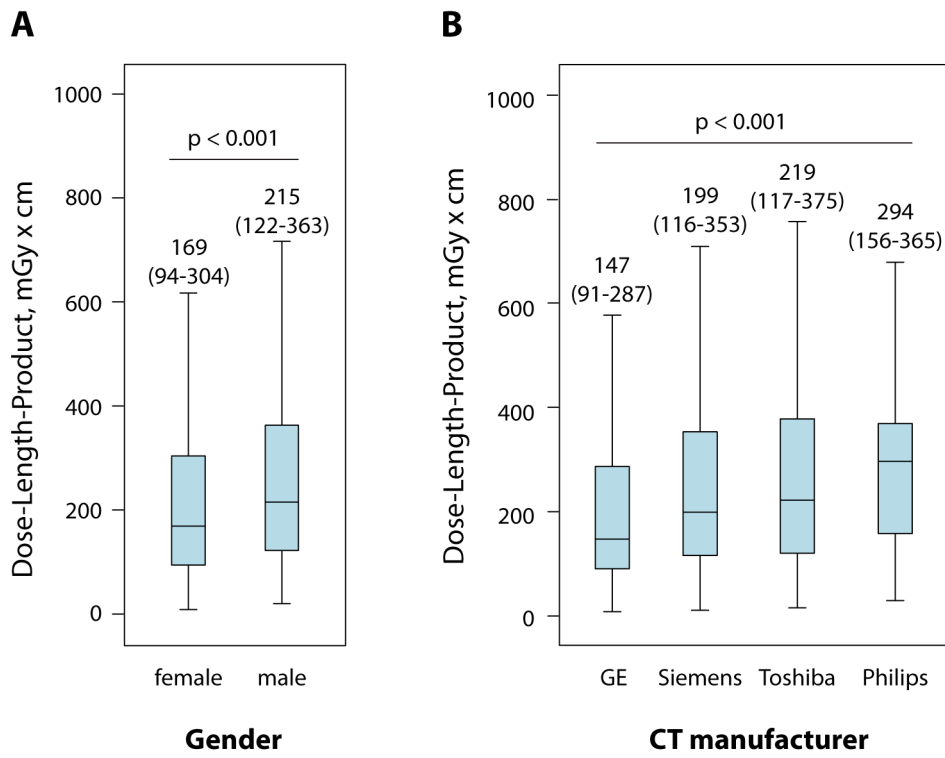 A
Dose-Length-Product, mGy x cm
1000
800
600
400
200
0
p < 0.001
169
(94-304)
215
(122-363)
female
male
Gender
B
Dose-Length-Product, mGy x cm
1000
800
600
400
200
0
p < 0.001
147
(91-287)
199
(116-353)
219
(117-375)
294
(156-365)
GE
Siemens
Toshiba
Philips
CT manufacturer